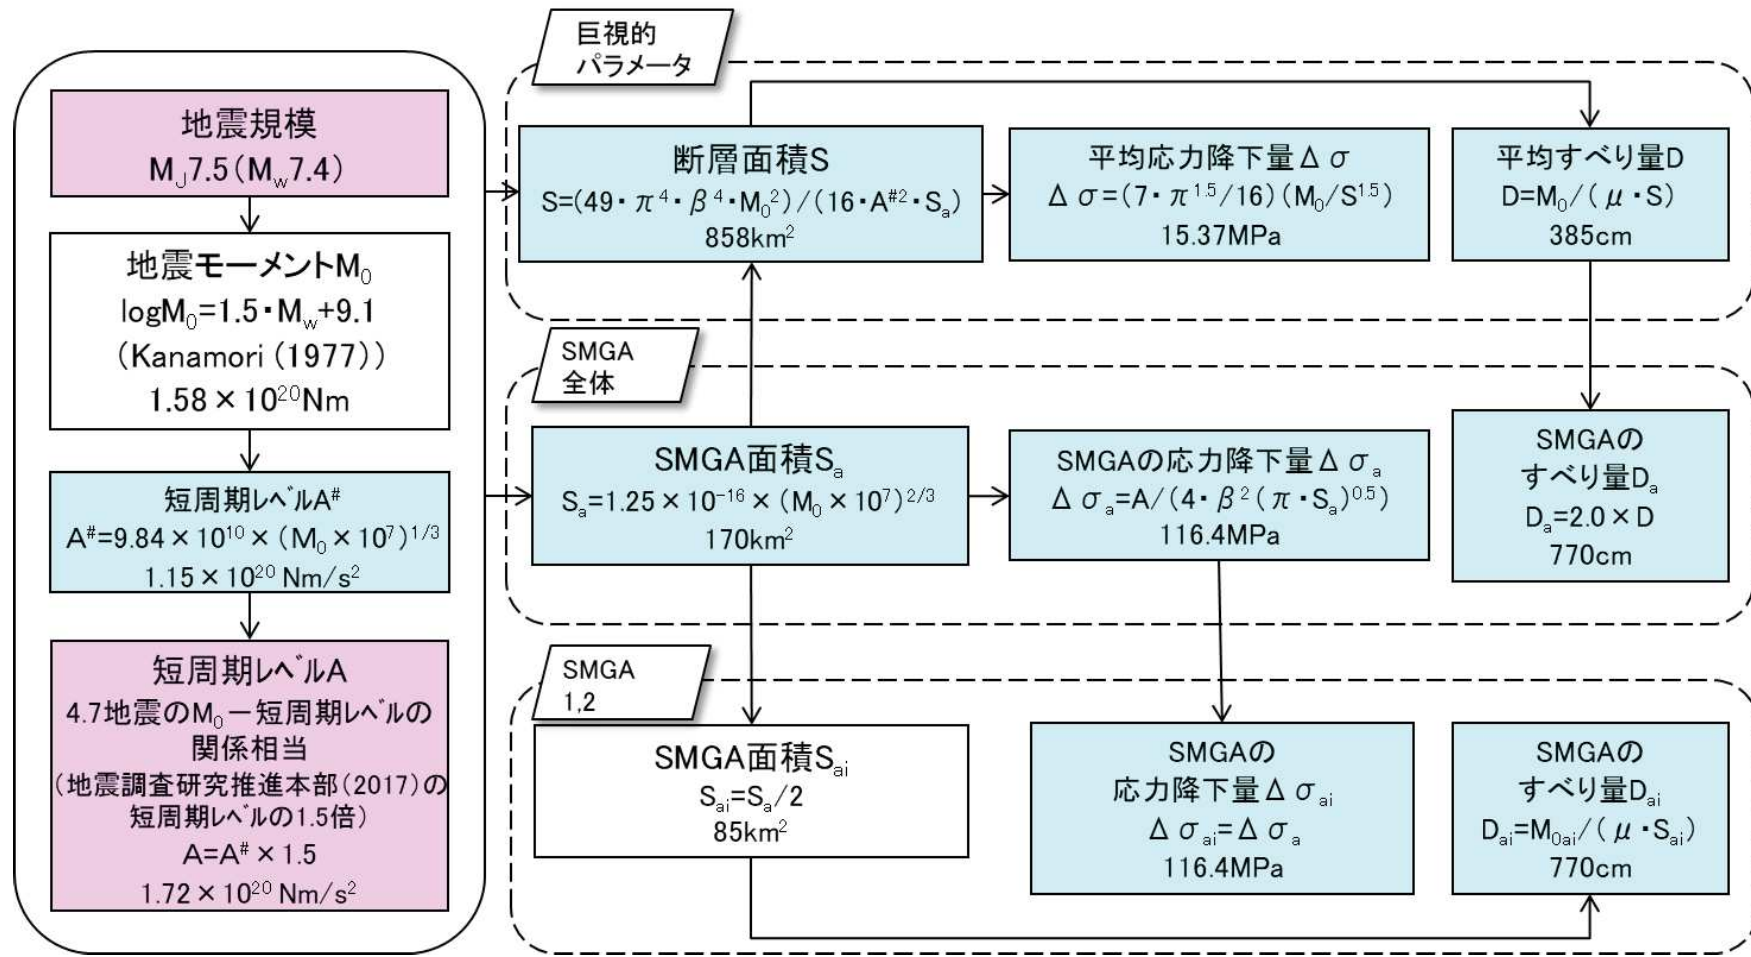 地震規模
MJ7.5(Mw7.4)
地震モーメントM0
logM0=1.5・Mw+9.1
(Kanamori(1977))
1.58×10^20Nm
短周期レベルA#
A#=9.84×10^10×(M0×10^7)^1/3
1.15×10^20 Nm/s^2
短周期レベルA
4.7地震のM0ー短周期レベルの
関係相当
(地震調査研究推進本部(2017)の
短周期レベルの1.5倍)
A=A#×1.5
1.72×10^20 Nm/s^2
巨視的
パラメータ
断層面積S
S=(49・π^4・β^4・M0^2)/(16・A^#2・Sa)
858km^2
平均応力降下量Δσ
Δσ=(7・π^1.5/16)(M0/S^1.5)
15.37MPa
平均すべり量D
D=M0/(μ・S)
385cm
SMGA
全体
SMGA面積Sa
Sa=1.25×10^-16×(M0×10^7)^2/3
170km^2
SMGAの応力降下量Δσa
Δσa=A/(4・β^2(π・Sa)^0.5)
116.4MPa
SMGAの
すべり量Da
Da=2.0×D
770cm
SMGA
1,2
SMGA面積Sai
Sai=Sa/2
85km^2
SMGAの
応力降下量Δσai
Δσai=Δσa
116.4MPa
SMGAの
すべり量Dai
Dai=M0ai/(μ・Sai)
770cm